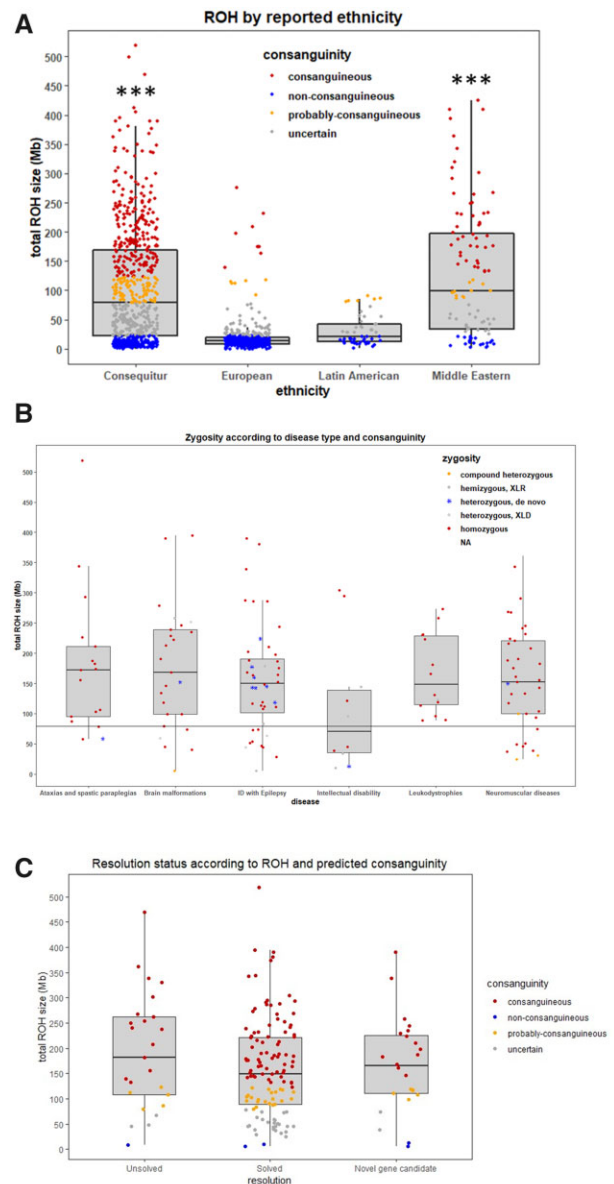 A
ROH by reported ethnicity
consanguinity
consanguineous
non-consanguineous
probably-consanguineous
uncertain
***
***
total ROH size (Mb)
500
450
400
350
300
250
200
150
100
50
0
Consequitur
European
Latin American
Middle Eastern
ethnicity
B
Zygosity according to disease type and consanguinity
zygosity
compound heterozygous
hemizygous, XLR
heterozygous, de novo
heterozygous, XLD
homozygous
NA
total ROH size (Mb)
500
450
400
350
300
250
200
150
100
50
0
Ataxias and spastic paraplegias
Brain malformations
ID with Epilepsy
Intellectual disability
Leukodystrophies
Neuromuscular diseases
disease
C
Resolution status according to ROH and predicted consanguinity
total ROH size (Mb)
500
450
400
350
300
250
200
150
100
50
0
Unsolved
Solved
Novel gene candidate
resolution
consanguinity
consanguineous
non-consanguineous
probably-consanguineous
uncertain